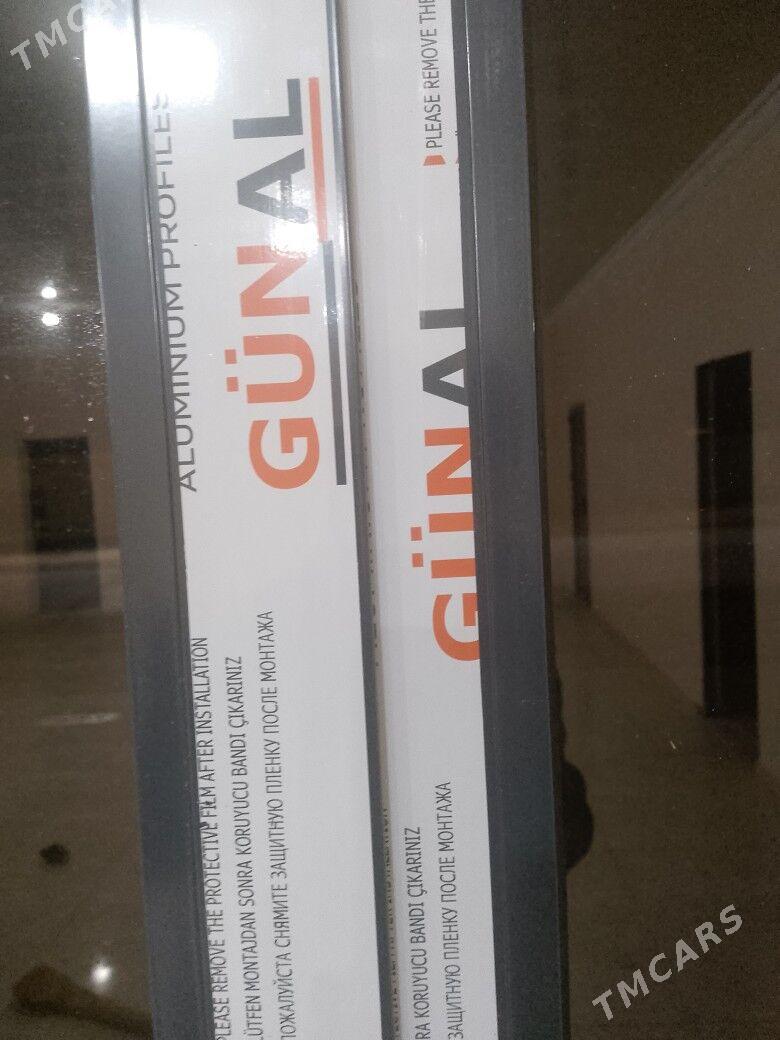 TMCARS
ALUMINIUM PROFILES
GÜNAL
PLEASE REMOVE THE PROTECTIVE FILM AFTER INSTALLATION
LÜTFEN MONTAJDAN SONRA KORUYUCU BANDI ÇIKARINIZ
ПОЖАЛУЙСТА СНЯМИТЕ ЗАЩИТНУЮ ПЛЕНКУ ПОСЛЕ МОНТАЖА
PLEASE REMOVE THE
GÜNAL
KORUYUCU BANDI ÇIKARINIZ
ЗАЩИТНУЮ ПЛЕНКУ ПОСЛЕ МОНТАЖА
TMCARS